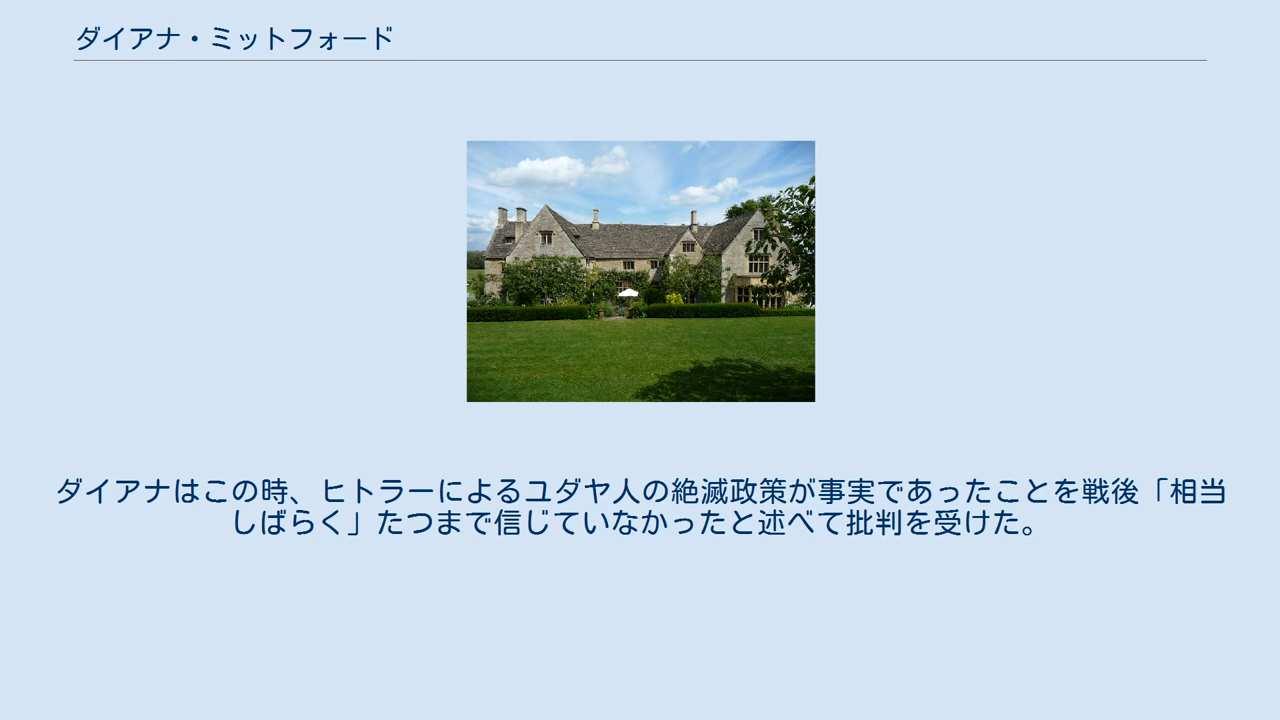 ダイアナ・ミットフォード
ダイアナはこの時、ヒトラーによるユダヤ人の絶滅政策が事実であったことを戦後「相当
しばらく」たつまで信じていなかったと述べて批判を受けた。